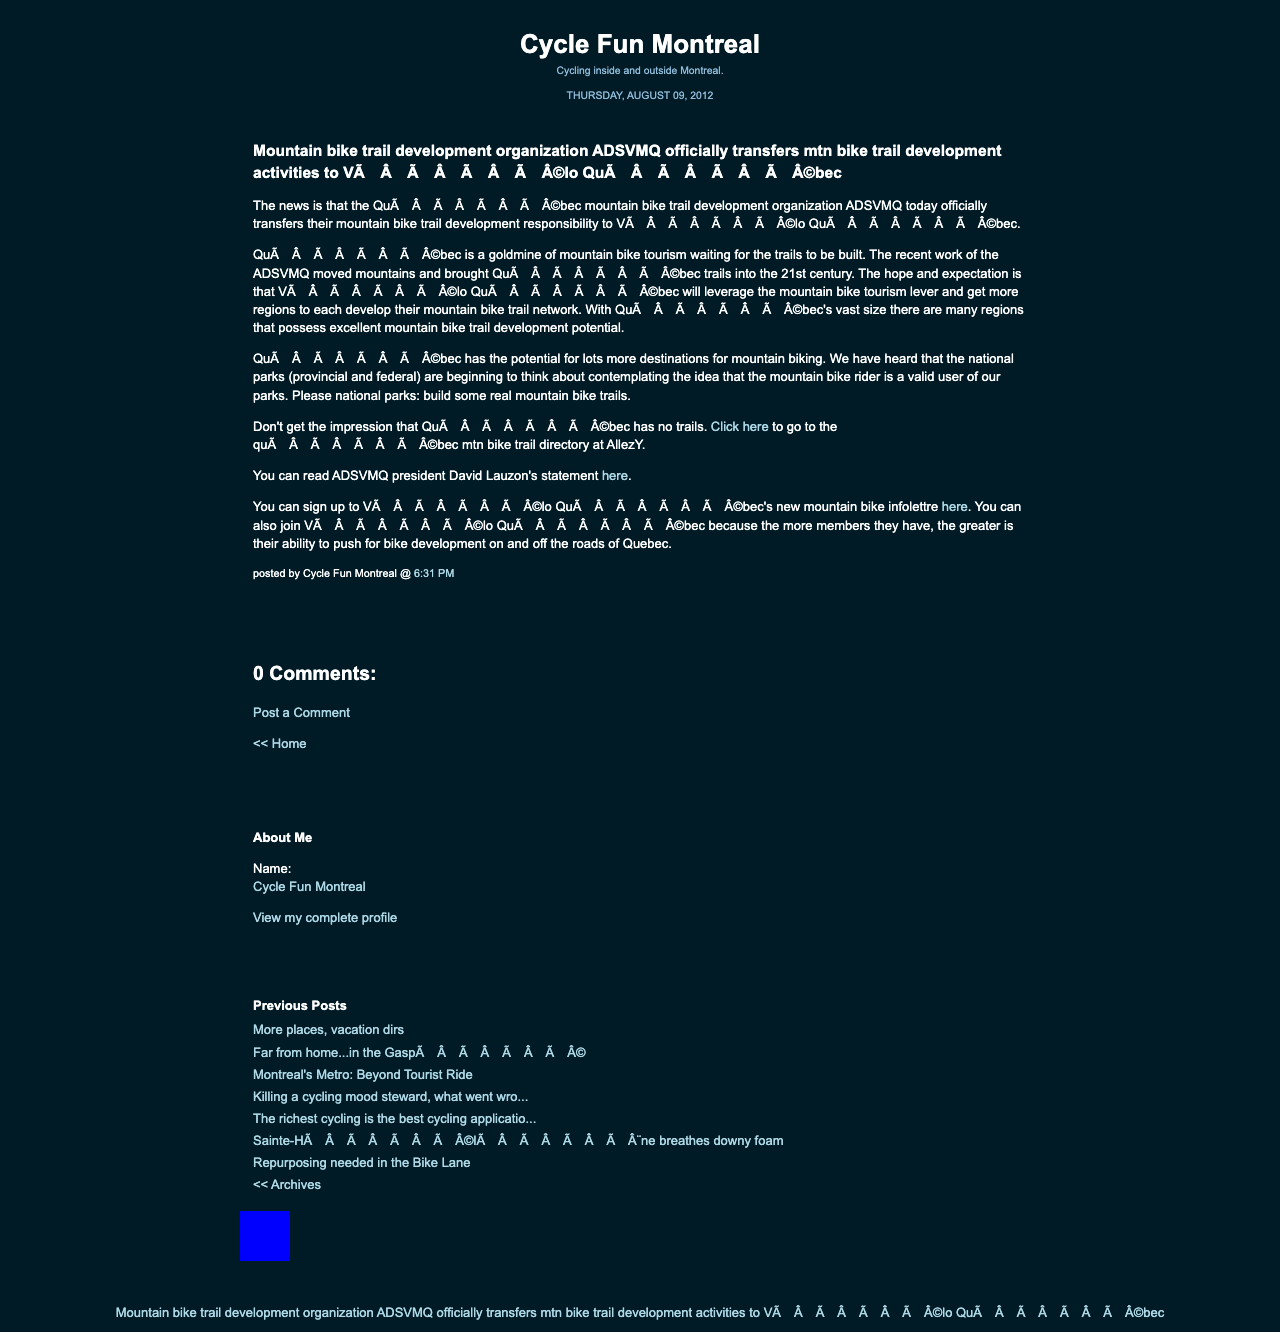 Cycle Fun Montreal
Cycling inside and outside Montreal.
THURSDAY, AUGUST 09, 2012
Mountain bike trail development organization ADSVMQ officially transfers mtn bike trail development
activities to VÃ Â Ã Â Ã Â Ã Â©lo QuÃ Â Ã Â Ã Â Ã Â©bec
The news is that the QuÃ Â Ã Â Ã Â Ã Â©bec mountain bike trail development organization ADSVMQ today officially
transfers their mountain bike trail development responsibility to VÃ Â Ã Â Ã Â Ã Â©lo QuÃ Â Ã Â Ã Â Ã Â©bec.
QuÃ Â Ã Â Ã Â Ã Â©bec is a goldmine of mountain bike tourism waiting for the trails to be built. The recent work of the
ADSVMQ moved mountains and brought QuÃ Â Ã Â Ã Â Ã Â©bec trails into the 21st century. The hope and expectation is
that VÃ Â Ã Â Ã Â Ã Â©lo QuÃ Â Ã Â Ã Â Ã Â©bec will leverage the mountain bike tourism lever and get more
regions to each develop their mountain bike trail network. With QuÃ Â Ã Â Ã Â Ã Â©bec's vast size there are many regions
that possess excellent mountain bike trail development potential.
QuÃ Â Ã Â Ã Â Ã Â©bec has the potential for lots more destinations for mountain biking. We have heard that the national
parks (provincial and federal) are beginning to think about contemplating the idea that the mountain bike rider is a valid user of our
parks. Please national parks: build some real mountain bike trails.
Don't get the impression that QuÃ Â Ã Â Ã Â Ã Â©bec has no trails. Click here to go to the
quÃ Â Ã Â Ã Â Ã Â©bec mtn bike trail directory at AllezY.
You can read ADSVMQ president David Lauzon's statement here.
You can sign up to VÃ Â Ã Â Ã Â Ã Â©lo QuÃ Â Ã Â Ã Â Ã Â©bec's new mountain bike infolettre here. You can
also join VÃ Â Ã Â Ã Â Ã Â©lo QuÃ Â Ã Â Ã Â Ã Â©bec because the more members they have, the greater is
their ability to push for bike development on and off the roads of Quebec.
posted by Cycle Fun Montreal @ 6:31 PM
0 Comments:
Post a Comment
<< Home
About Me
Name:
Cycle Fun Montreal
View my complete profile
Previous Posts
More places, vacation dirs
Far from home...in the GaspÃ Â Ã Â Ã Â Ã Â©
Montreal's Metro: Beyond Tourist Ride
Killing a cycling mood steward, what went wro...
The richest cycling is the best cycling applicatio...
Sainte-HÃ Â Ã Â Ã Â Ã Â©lÃ Â Ã Â Ã Â Ã Â¨ne breathes downy foam
Repurposing needed in the Bike Lane
<< Archives
Mountain bike trail development organization ADSVMQ officially transfers mtn bike trail development activities to VÃ Â Ã Â Ã Â Ã Â©lo QuÃ Â Ã Â Ã Â Ã Â©bec